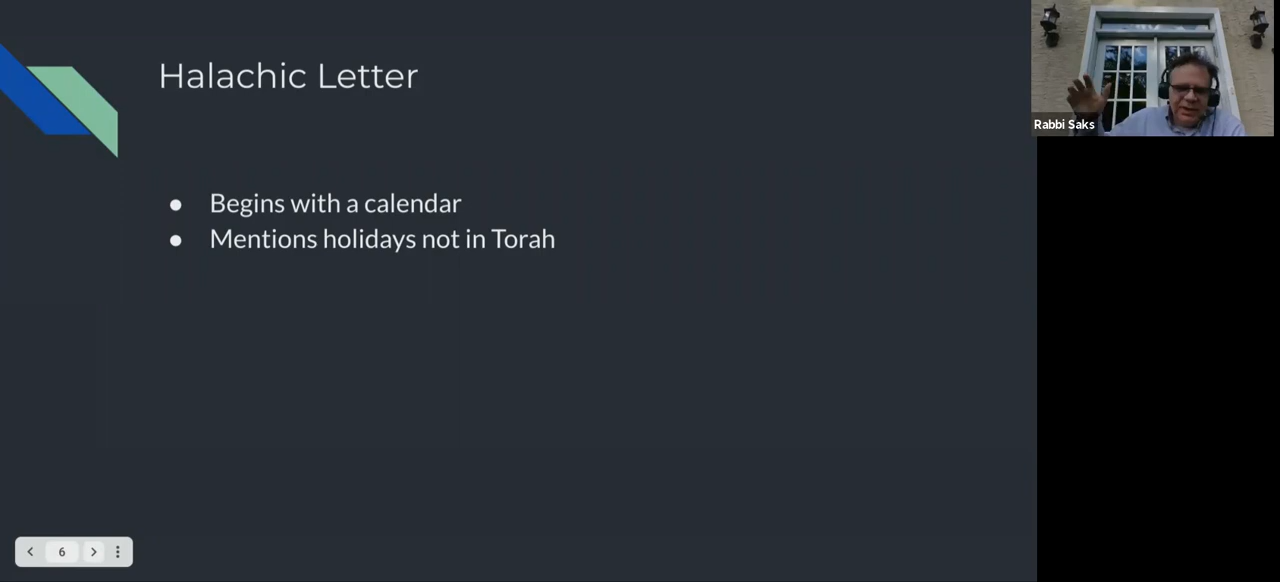 Halachic Letter
Rabbi Saks
● Begins with a calendar
● Mentions holidays not in Torah
6